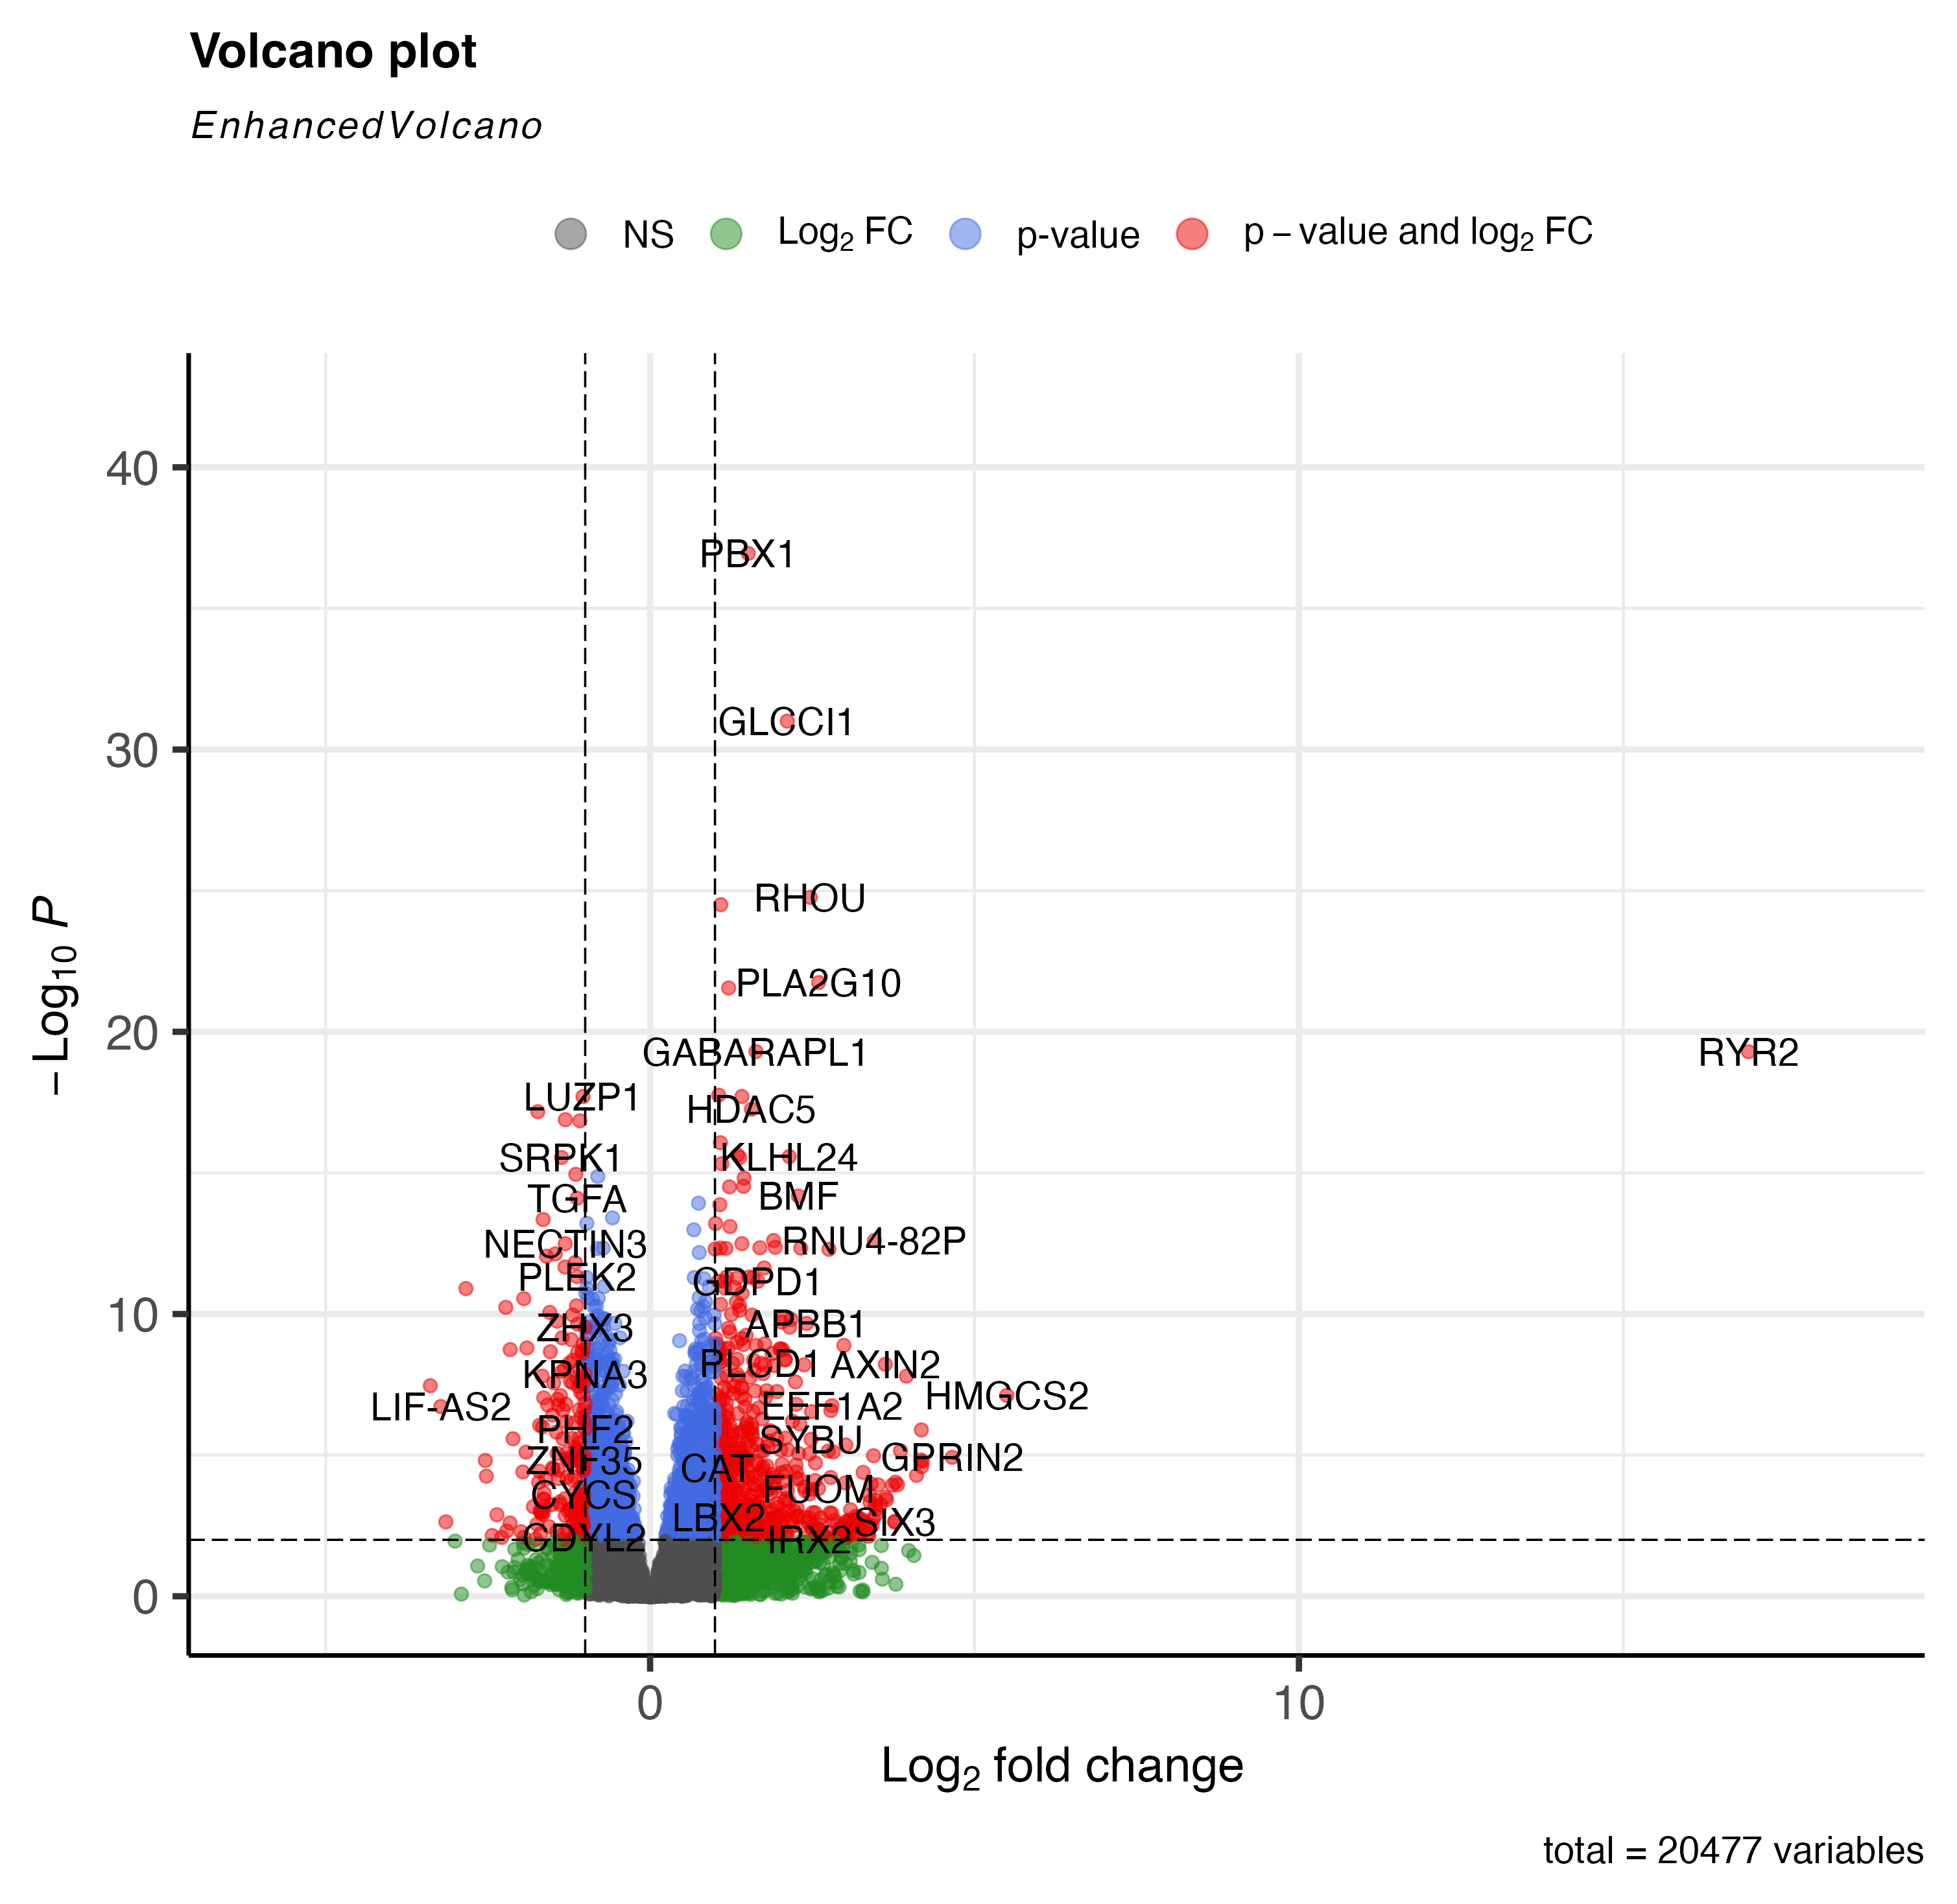 Volcano plot
EnhancedVolcano
NS Log2 FC p-value p – value and log2 FC
40
PBX1
GLCCI1
30
RHOU
PLA2G10
20
GABARAPL1 RYR2
LUZP1 HDAC5
SRPK1 KLHL24
TGFA BMF
NECTIN3 RNU4-82P
PLEK2 GDPD1
10
ZHX3 APBB1
KPNA3 PLCD1 AXIN2
HMGCS2
LIF-AS2 EEF1A2
PHF2 SYBU
ZNF35 CAT GPRIN2
CYCS FUOM
LBX2 SIX3
CDYL2 IRX2
0
–Log10 P
0 10
Log2 fold change
total = 20477 variables